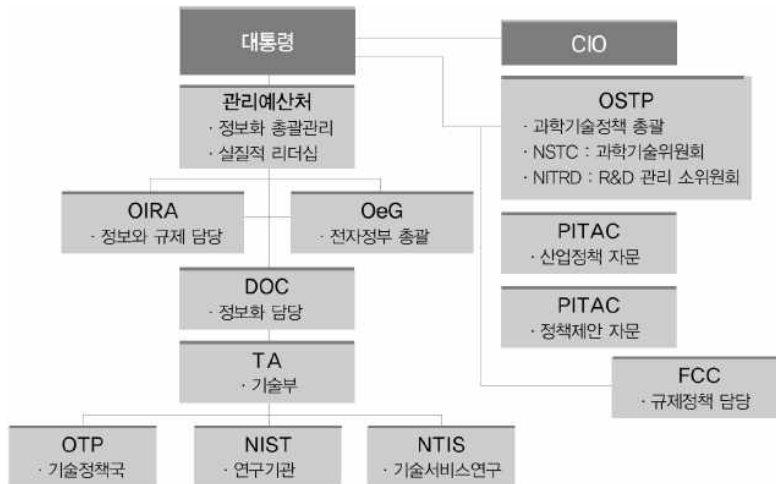 대통령
CIO
관리예산처
· 정보화 총괄관리
· 실질적 리더십
OSTP
· 과학기술정책 총괄
· NSTC : 과학기술위원회
· NITRD : R&D 관리 소위원회
OIRA
· 정보와 규제 담당
OeG
· 전자정부 총괄
PITAC
· 산업정책 자문
DOC
· 정보화 담당
PITAC
· 정책제안 자문
TA
· 기술부
FCC
· 규제정책 담당
OTP
· 기술정책국
NIST
· 연구기관
NTIS
· 기술서비스연구